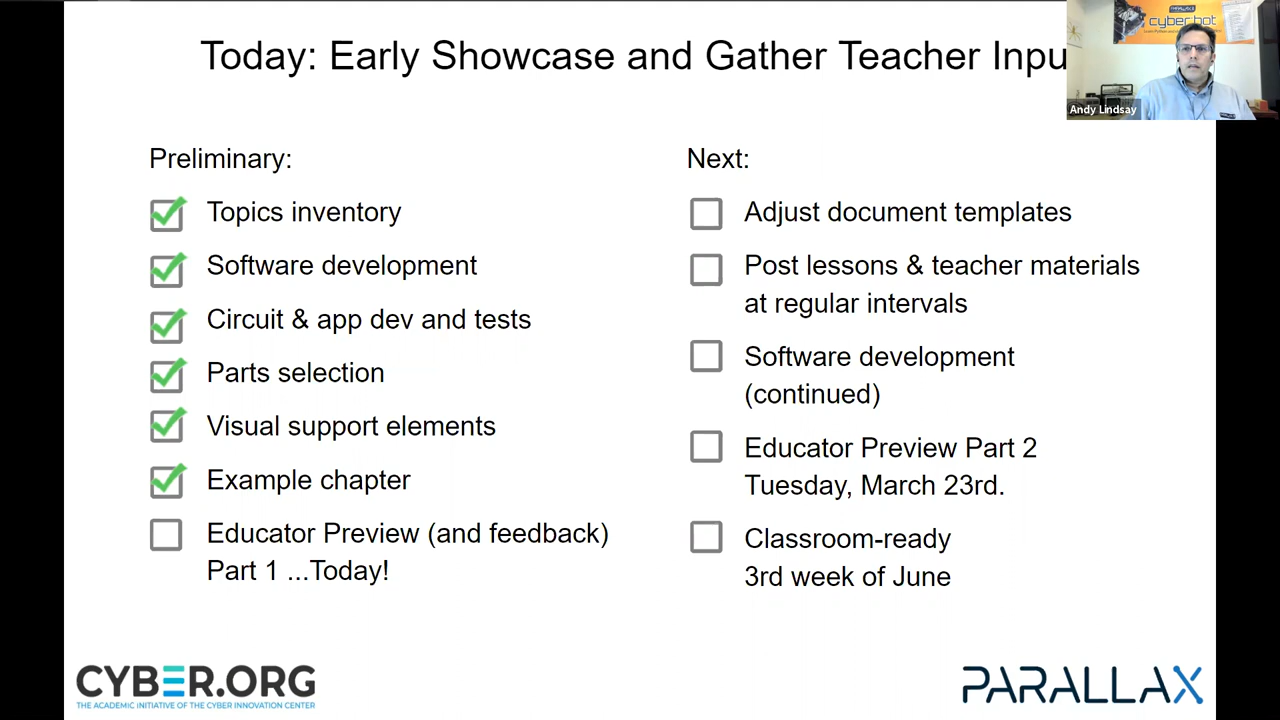 Today: Early Showcase and Gather Teacher Inpu
cyber:bot
Andy Lindsay
Preliminary:
Topics inventory
Software development
Circuit & app dev and tests
Parts selection
Visual support elements
Example chapter
Educator Preview (and feedback)
Part 1 ...Today!
Next:
Adjust document templates
Post lessons & teacher materials
at regular intervals
Software development
(continued)
Educator Preview Part 2
Tuesday, March 23rd.
Classroom-ready
3rd week of June
CYBER.ORG
THE ACADEMIC INITIATIVE OF THE CYBER INNOVATION CENTER
PARALLAX